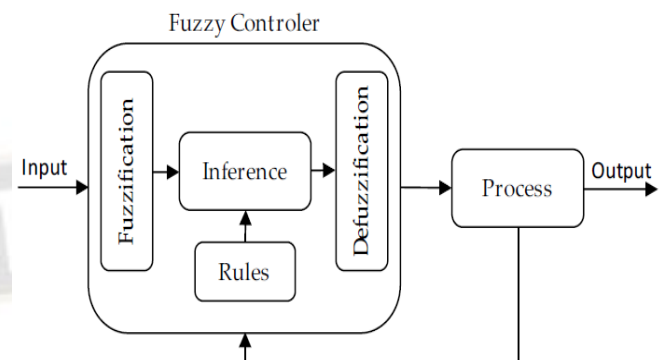 Fuzzy Controler
Input
Fuzzification
Inference
Rules
Defuzzification
Process
Output